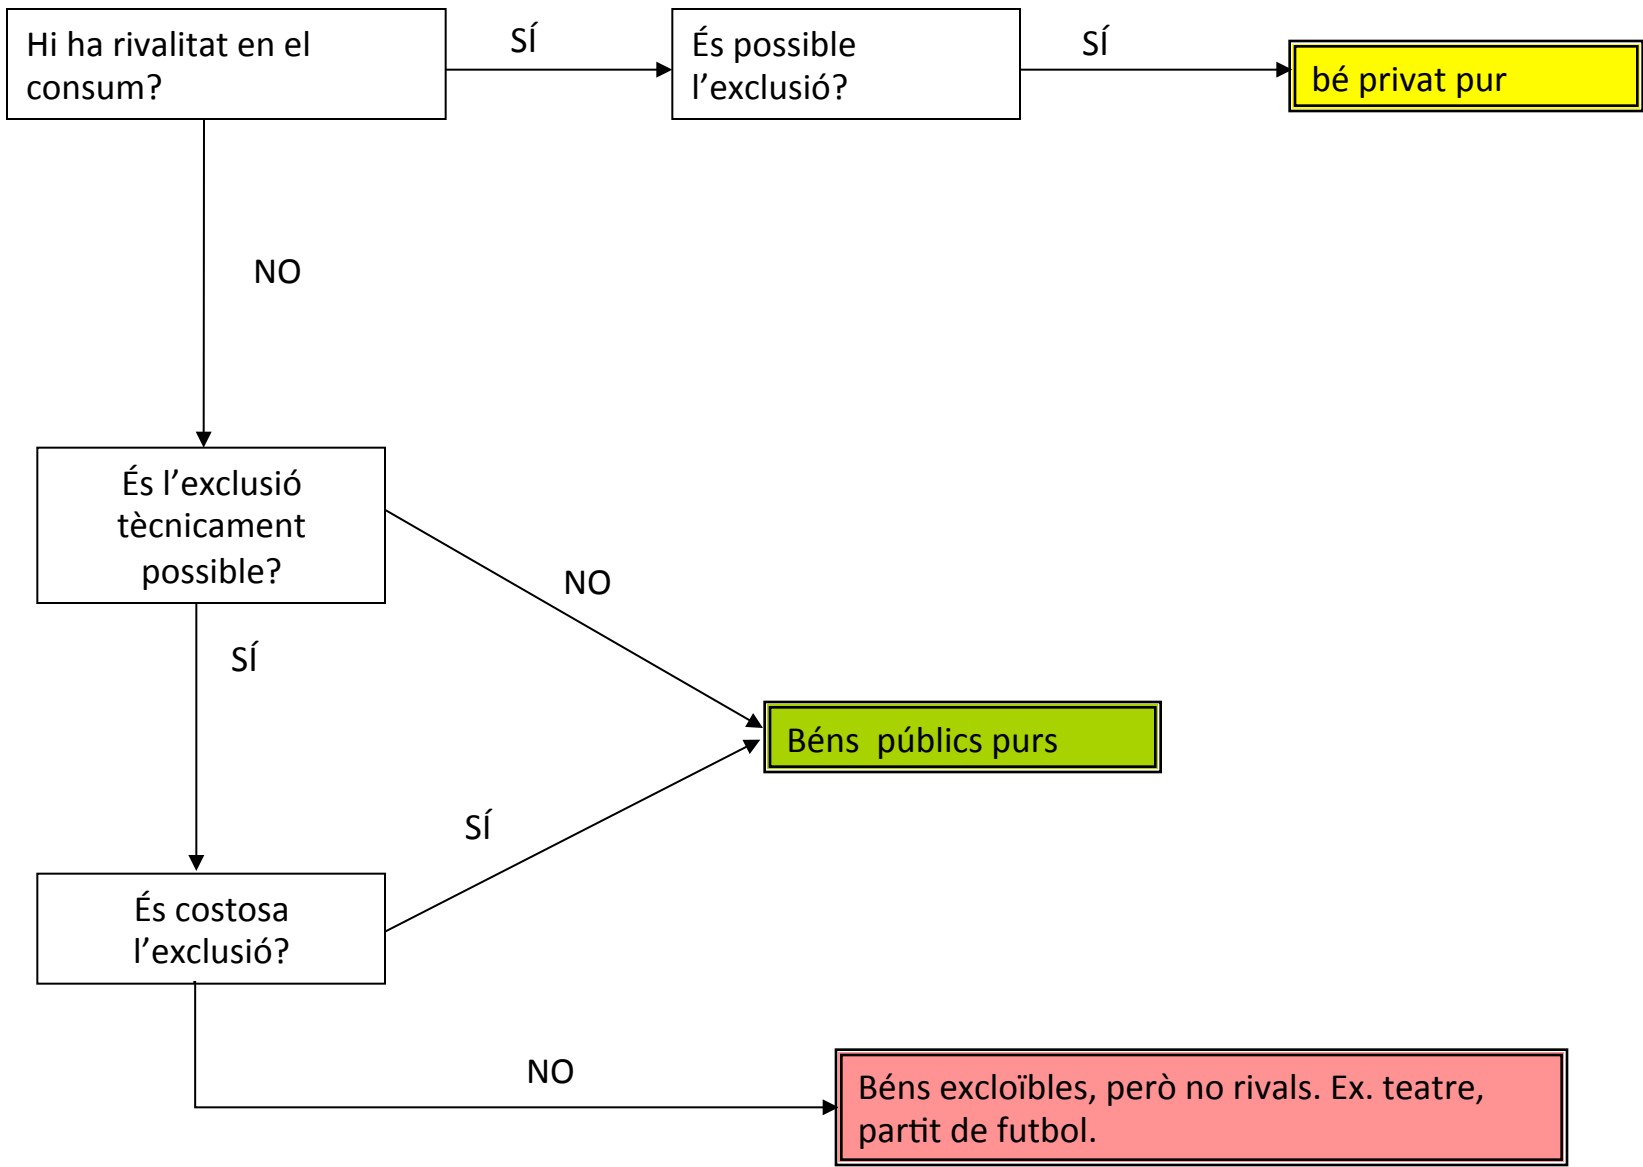 Hi ha rivalitat en el
consum?
SÍ
És possible
l’exclusió?
SÍ
bé privat pur
NO
És l’exclusió
tècnicament
possible?
NO
SÍ
Béns  públics purs
SÍ
És costosa
l’exclusió?
NO
Béns excloïbles, però no rivals. Ex. teatre,
partit de futbol.